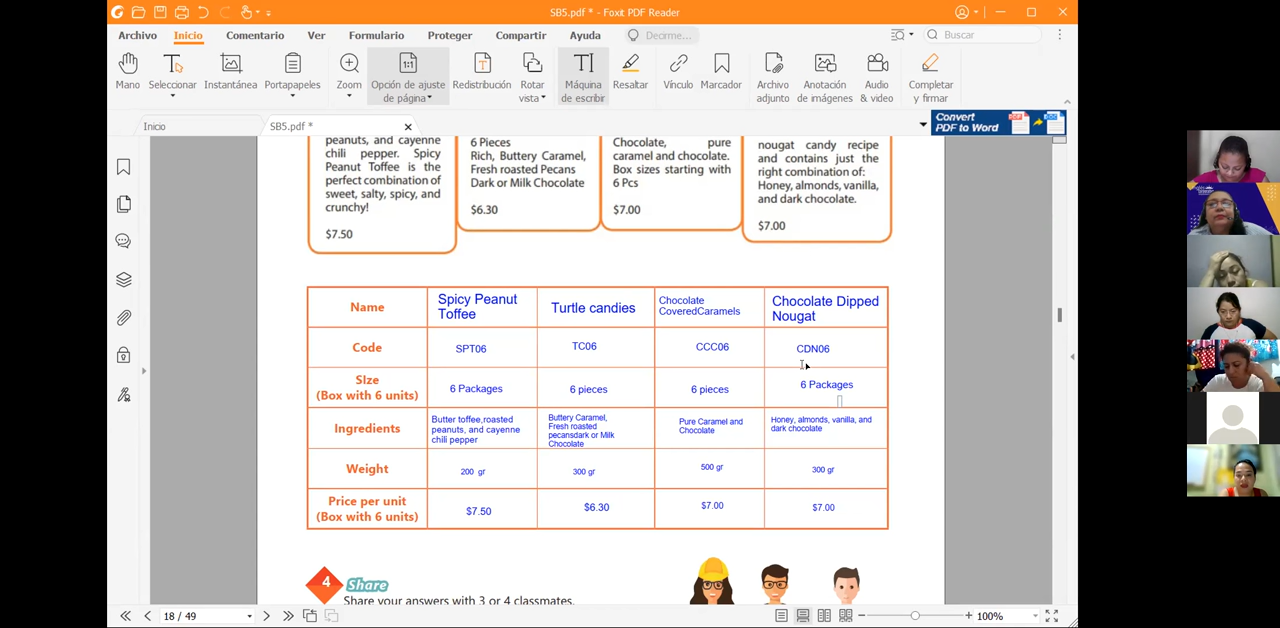 SB5.pdf * - Foxit PDF Reader
Archivo Inicio Comentario Ver Formulario Proteger Compartir Ayuda Decirme... Buscar
Mano Seleccionar Instantánea Portapapeles Zoom Opción de ajuste de página Redistribución Rotar vista Máquina de escribir Resaltar Vínculo Marcador Archivo adjunto Anotación de imágenes Audio & video Completar y firmar
Inicio SB5.pdf *
Convert
PDF to Word
peanuts, and cayenne
chili pepper. Spicy
Peanut Toffee is the
perfect combination of
sweet, salty, spicy, and
crunchy!
$7.50
6 Pieces
Rich, Buttery Caramel,
Fresh roasted Pecans
Dark or Milk Chocolate
$6.30
Chocolate, pure
caramel and chocolate.
Box sizes starting with
6 Pcs
$7.00
nougat candy recipe
and contains just the
right combination of:
Honey, almonds, vanilla,
and dark chocolate.
$7.00
Name
Spicy Peanut
Toffee
Turtle candies
Chocolate
CoveredCaramels
Chocolate Dipped
Nougat
Code
SPT06
TC06
CCC06
CDN06
Size
(Box with 6 units)
6 Packages
6 pieces
6 pieces
6 Packages
Ingredients
Butter toffee,roasted
peanuts, and cayenne
chili pepper
Buttery Caramel,
Fresh roasted
pecansdark or Milk
Chocolate
Pure Caramel and
Chocolate
Honey, almonds, vanilla, and
dark chocolate
Weight
200 gr
300 gr
500 gr
300 gr
Price per unit
(Box with 6 units)
$7.50
$6.30
$7.00
$7.00
4 Share
Share your answers with 3 or 4 classmates.
18 / 49
100%